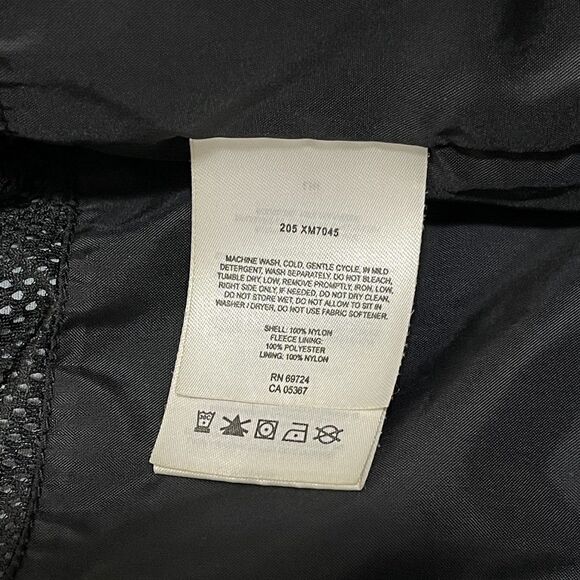 205 XM7045
MACHINE WASH, COLD, GENTLE CYCLE, IN MILD
DETERGENT, WASH SEPARATELY. DO NOT BLEACH,
TUMBLE DRY, LOW, REMOVE PROMPTLY, IRON, LOW,
RIGHT SIDE ONLY, IF NEEDED, DO NOT DRY CLEAN,
DO NOT STORE WET, DO NOT ALLOW TO SIT IN
WASHER / DRYER, DO NOT USE FABRIC SOFTENER.
SHELL: 100% NYLON
FLEECE LINING:
100% POLYESTER
LINING: 100% NYLON
RN 69724
CA 05367